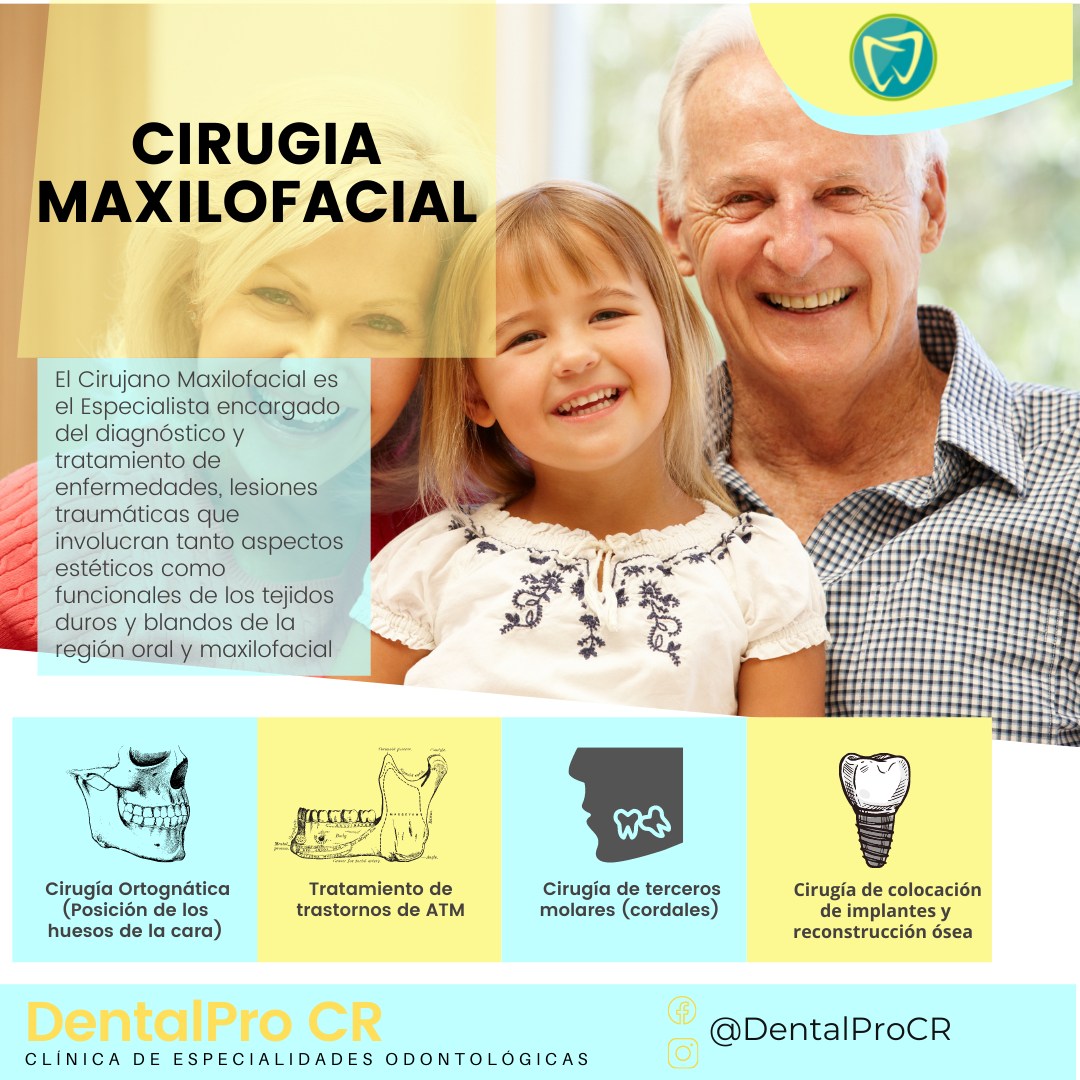 CIRUGIA
MAXILOFACIAL
El Cirujano Maxilofacial es
el Especialista encargado
del diagnóstico y
tratamiento de
enfermedades, lesiones
traumáticas que
involucran tanto aspectos
estéticos como
funcionales de los tejidos
duros y blandos de la
región oral y maxilofacial
Cirugía Ortognática
(Posición de los
huesos de la cara)
Body
Tratamiento de
trastornos de ATM
Cirugía de terceros
molares (cordales)
Cirugía de colocación
de implantes y
reconstrucción ósea
DentalPro CR
CLÍNICA DE ESPECIALIDADES ODONTOLÓGICAS
@DentalProCR